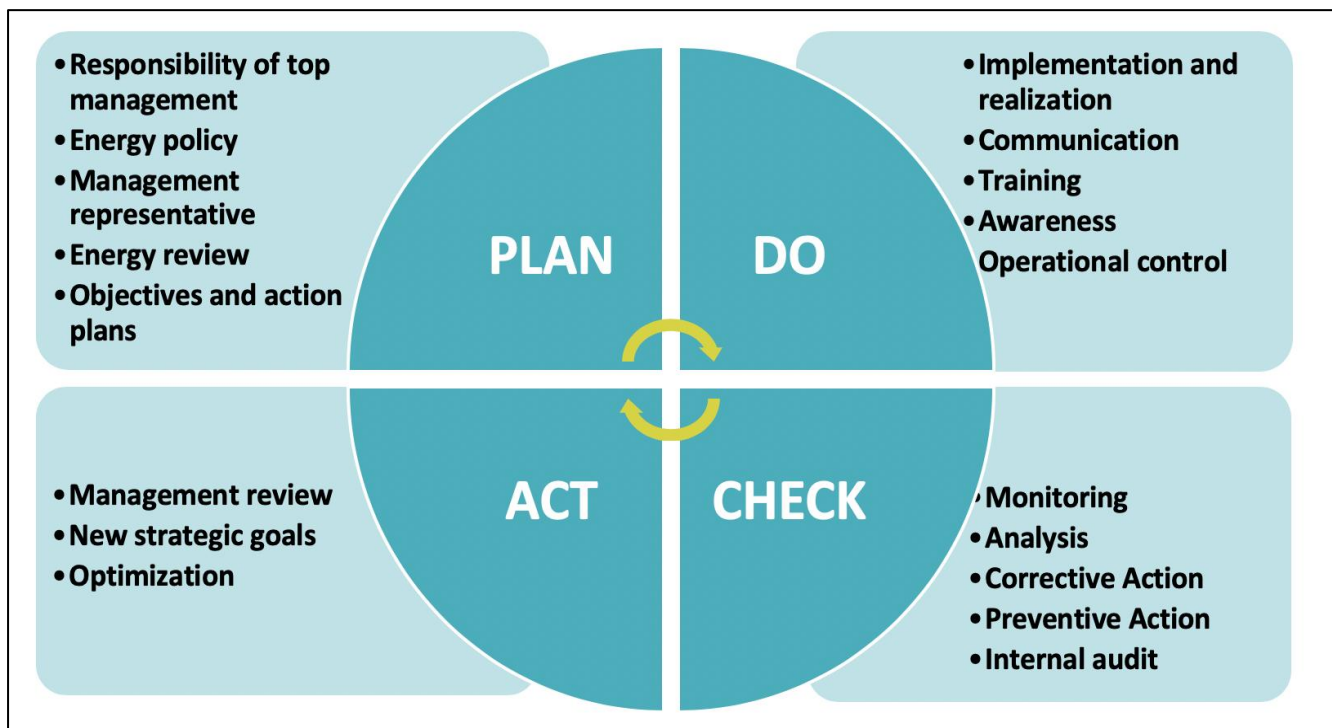 •Responsibility of top
management
•Energy policy
•Management
representative
•Energy review
•Objectives and action
plans
PLAN
•Implementation and
realization
•Communication
•Training
•Awareness
Operational control
DO
•Management review
•New strategic goals
•Optimization
ACT
•Monitoring
•Analysis
•Corrective Action
•Preventive Action
•Internal audit
CHECK